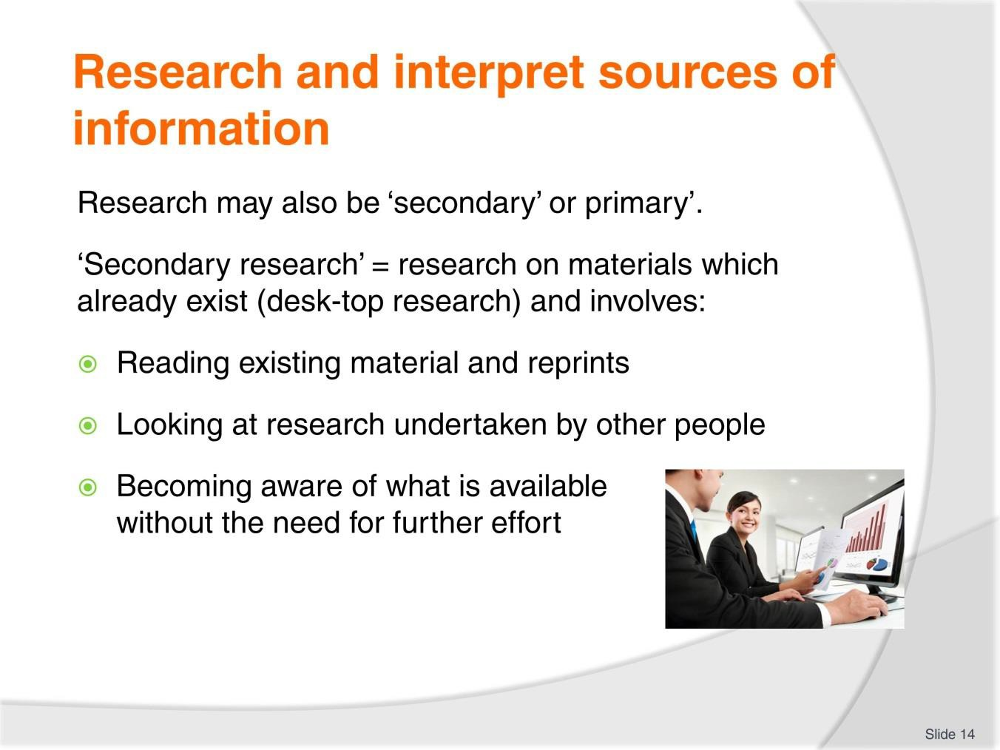 Research and interpret sources of
information
Research may also be ‘secondary’ or primary’.
‘Secondary research’ = research on materials which
already exist (desk-top research) and involves:
Reading existing material and reprints
Looking at research undertaken by other people
Becoming aware of what is available
without the need for further effort
Slide 14